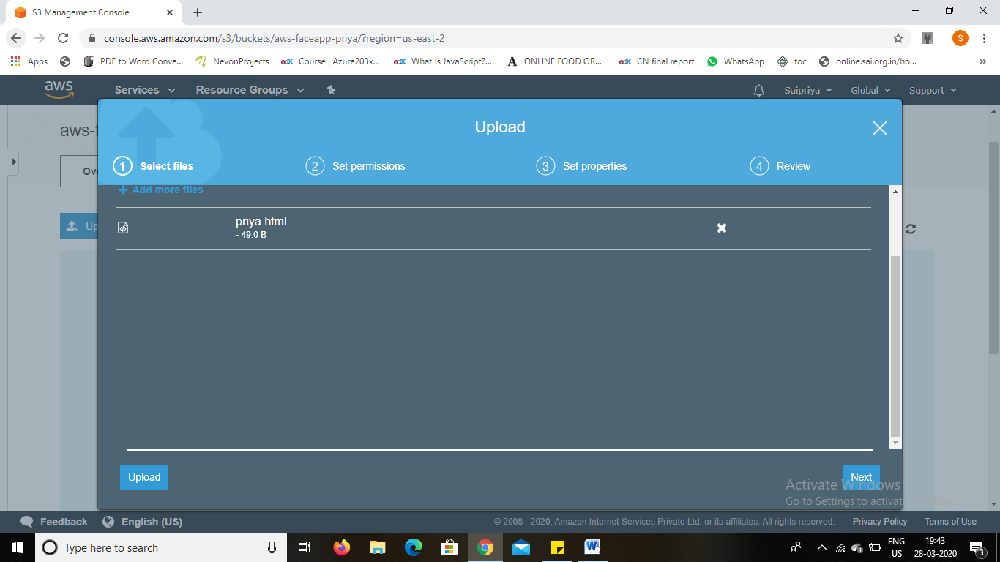 S3 Management Console
console.aws.amazon.com/s3/buckets/aws-faceapp-priya/?region=us-east-2
S
Apps
PDF to Word Conve...
NevonProjects
edX Course | Azure203x...
edX What Is JavaScript?...
A ONLINE FOOD OR...
edX CN final report
WhatsApp
toc
online.sai.org.in/ho...
»
aws
Services
Resource Groups
Saipriya
Global
Support
aws-f
Upload
1 Select files
2 Set permissions
3 Set properties
4 Review
Ov
Add more files
Up
priya.html
- 49.0 B
Upload
Next
Activate Windows
Go to Settings to activate Windows.
Feedback
English (US)
© 2008 - 2020, Amazon Internet Services Private Ltd. or its affiliates. All rights reserved.
Privacy Policy
Terms of Use
Type here to search
ENG
US
19:43
28-03-2020
3